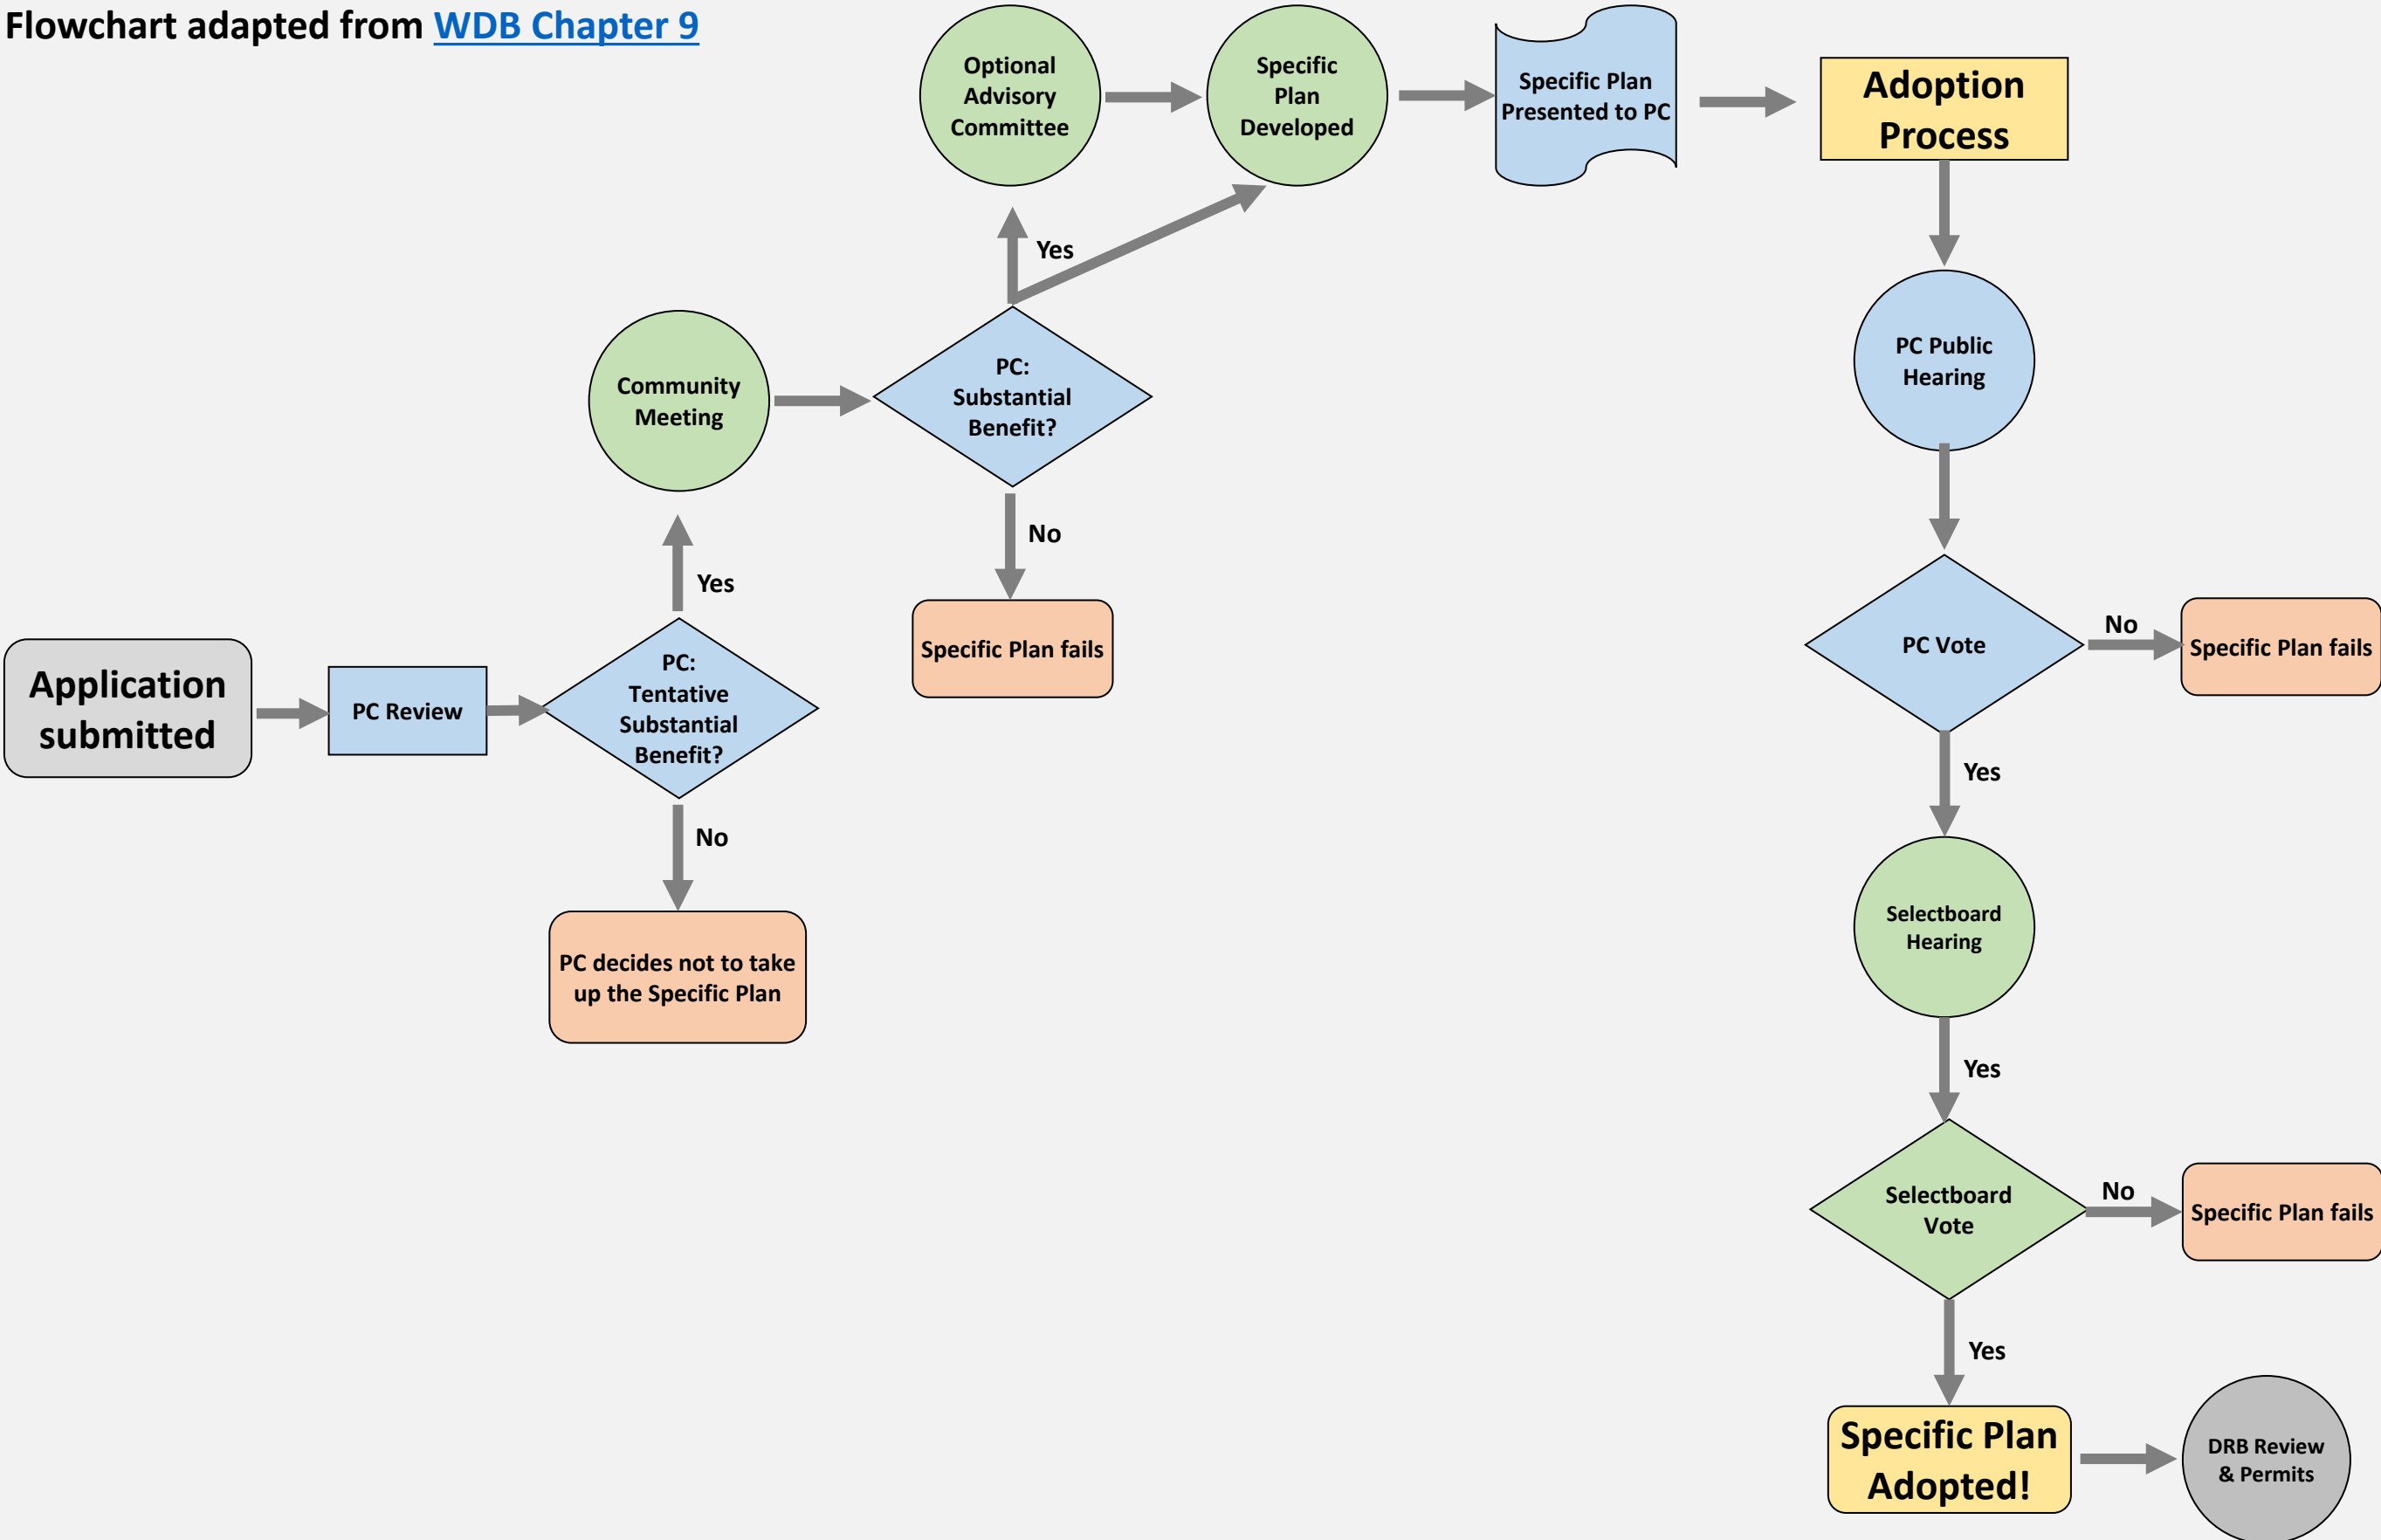 Flowchart adapted from WDB Chapter 9
Optional
Advisory
Committee
Specific
Plan
Developed
Specific Plan
Presented to PC
Adoption
Process
Yes
PC Public
Hearing
Community
Meeting
PC:
Substantial
Benefit?
No
Yes
Specific Plan fails
PC Vote
No
Specific Plan fails
Application
submitted
PC Review
PC:
Tentative
Substantial
Benefit?
Yes
No
PC decides not to take
up the Specific Plan
Selectboard
Hearing
Yes
Selectboard
Vote
No
Specific Plan fails
Yes
Specific Plan
Adopted!
DRB Review
& Permits